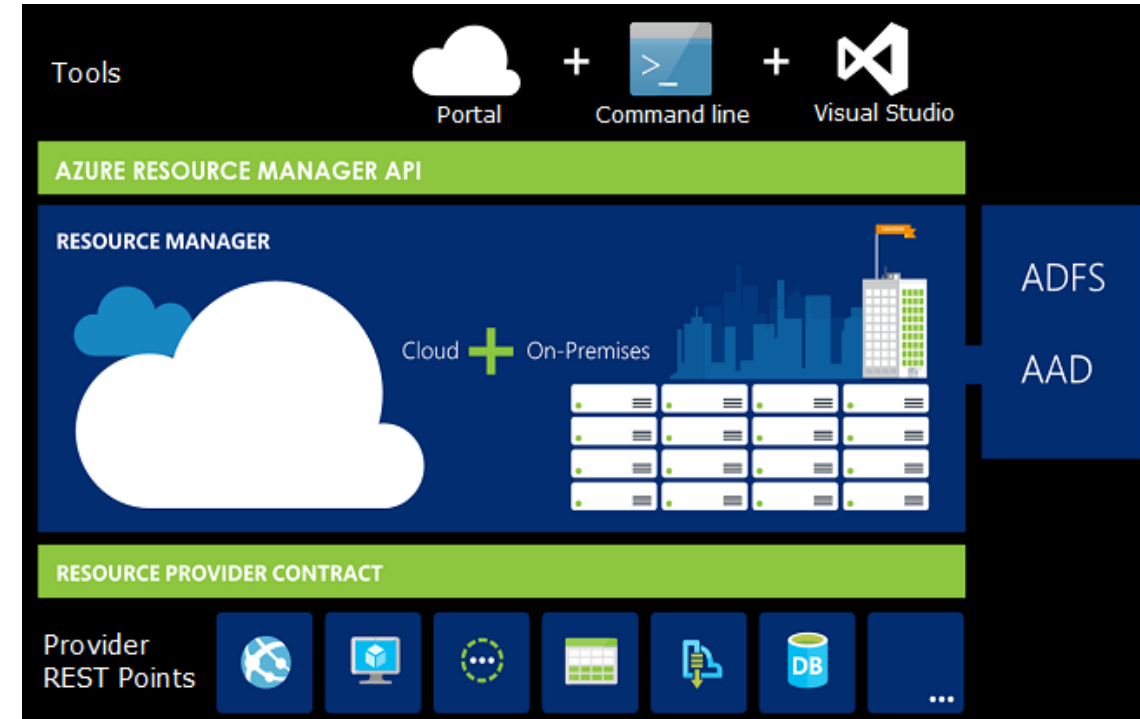 Tools
Portal
Command line
Visual Studio
AZURE RESOURCE MANAGER API
RESOURCE MANAGER
Cloud + On-Premises
ADFS
AAD
RESOURCE PROVIDER CONTRACT
Provider
REST Points
DB